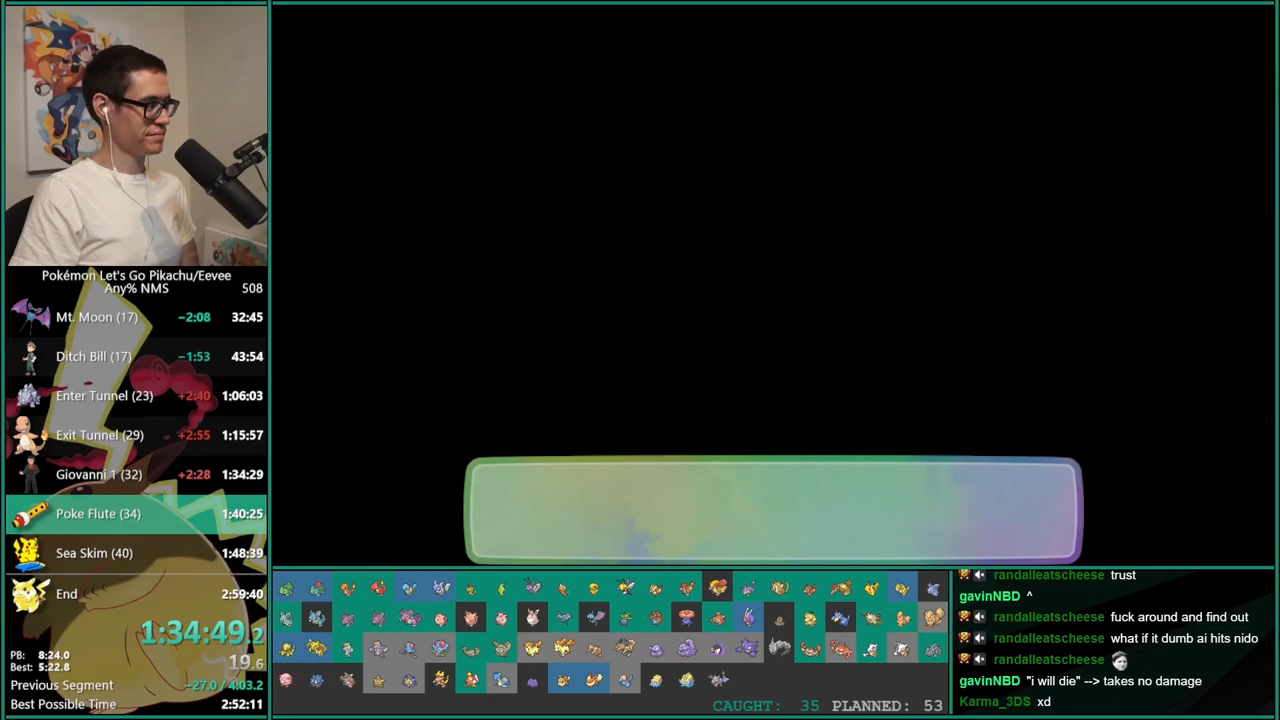 Pokémon Let's Go Pikachu/Eevee
Any% NMS 508
Mt. Moon (17) −2:08 32:45
Ditch Bill (17) −1:53 43:54
Enter Tunnel (23) +2:40 1:06:03
Exit Tunnel (29) +2:55 1:15:57
Giovanni 1 (32) +2:28 1:34:29
Poke Flute (34) 1:40:25
Sea Skim (40) 1:48:39
End 2:59:40
1:34:49.2
PB: 8:24.0
Best: 5:22.8
19.6
Previous Segment −27.0 / 4:03.2
Best Possible Time 2:52:11
CAUGHT: 35 PLANNED: 53
randalleatscheese trust
gavinNBD ^
randalleatscheese fuck around and find out
randalleatscheese what if it dumb ai hits nido
randalleatscheese
gavinNBD "i will die" --> takes no damage
Karma_3DS xd